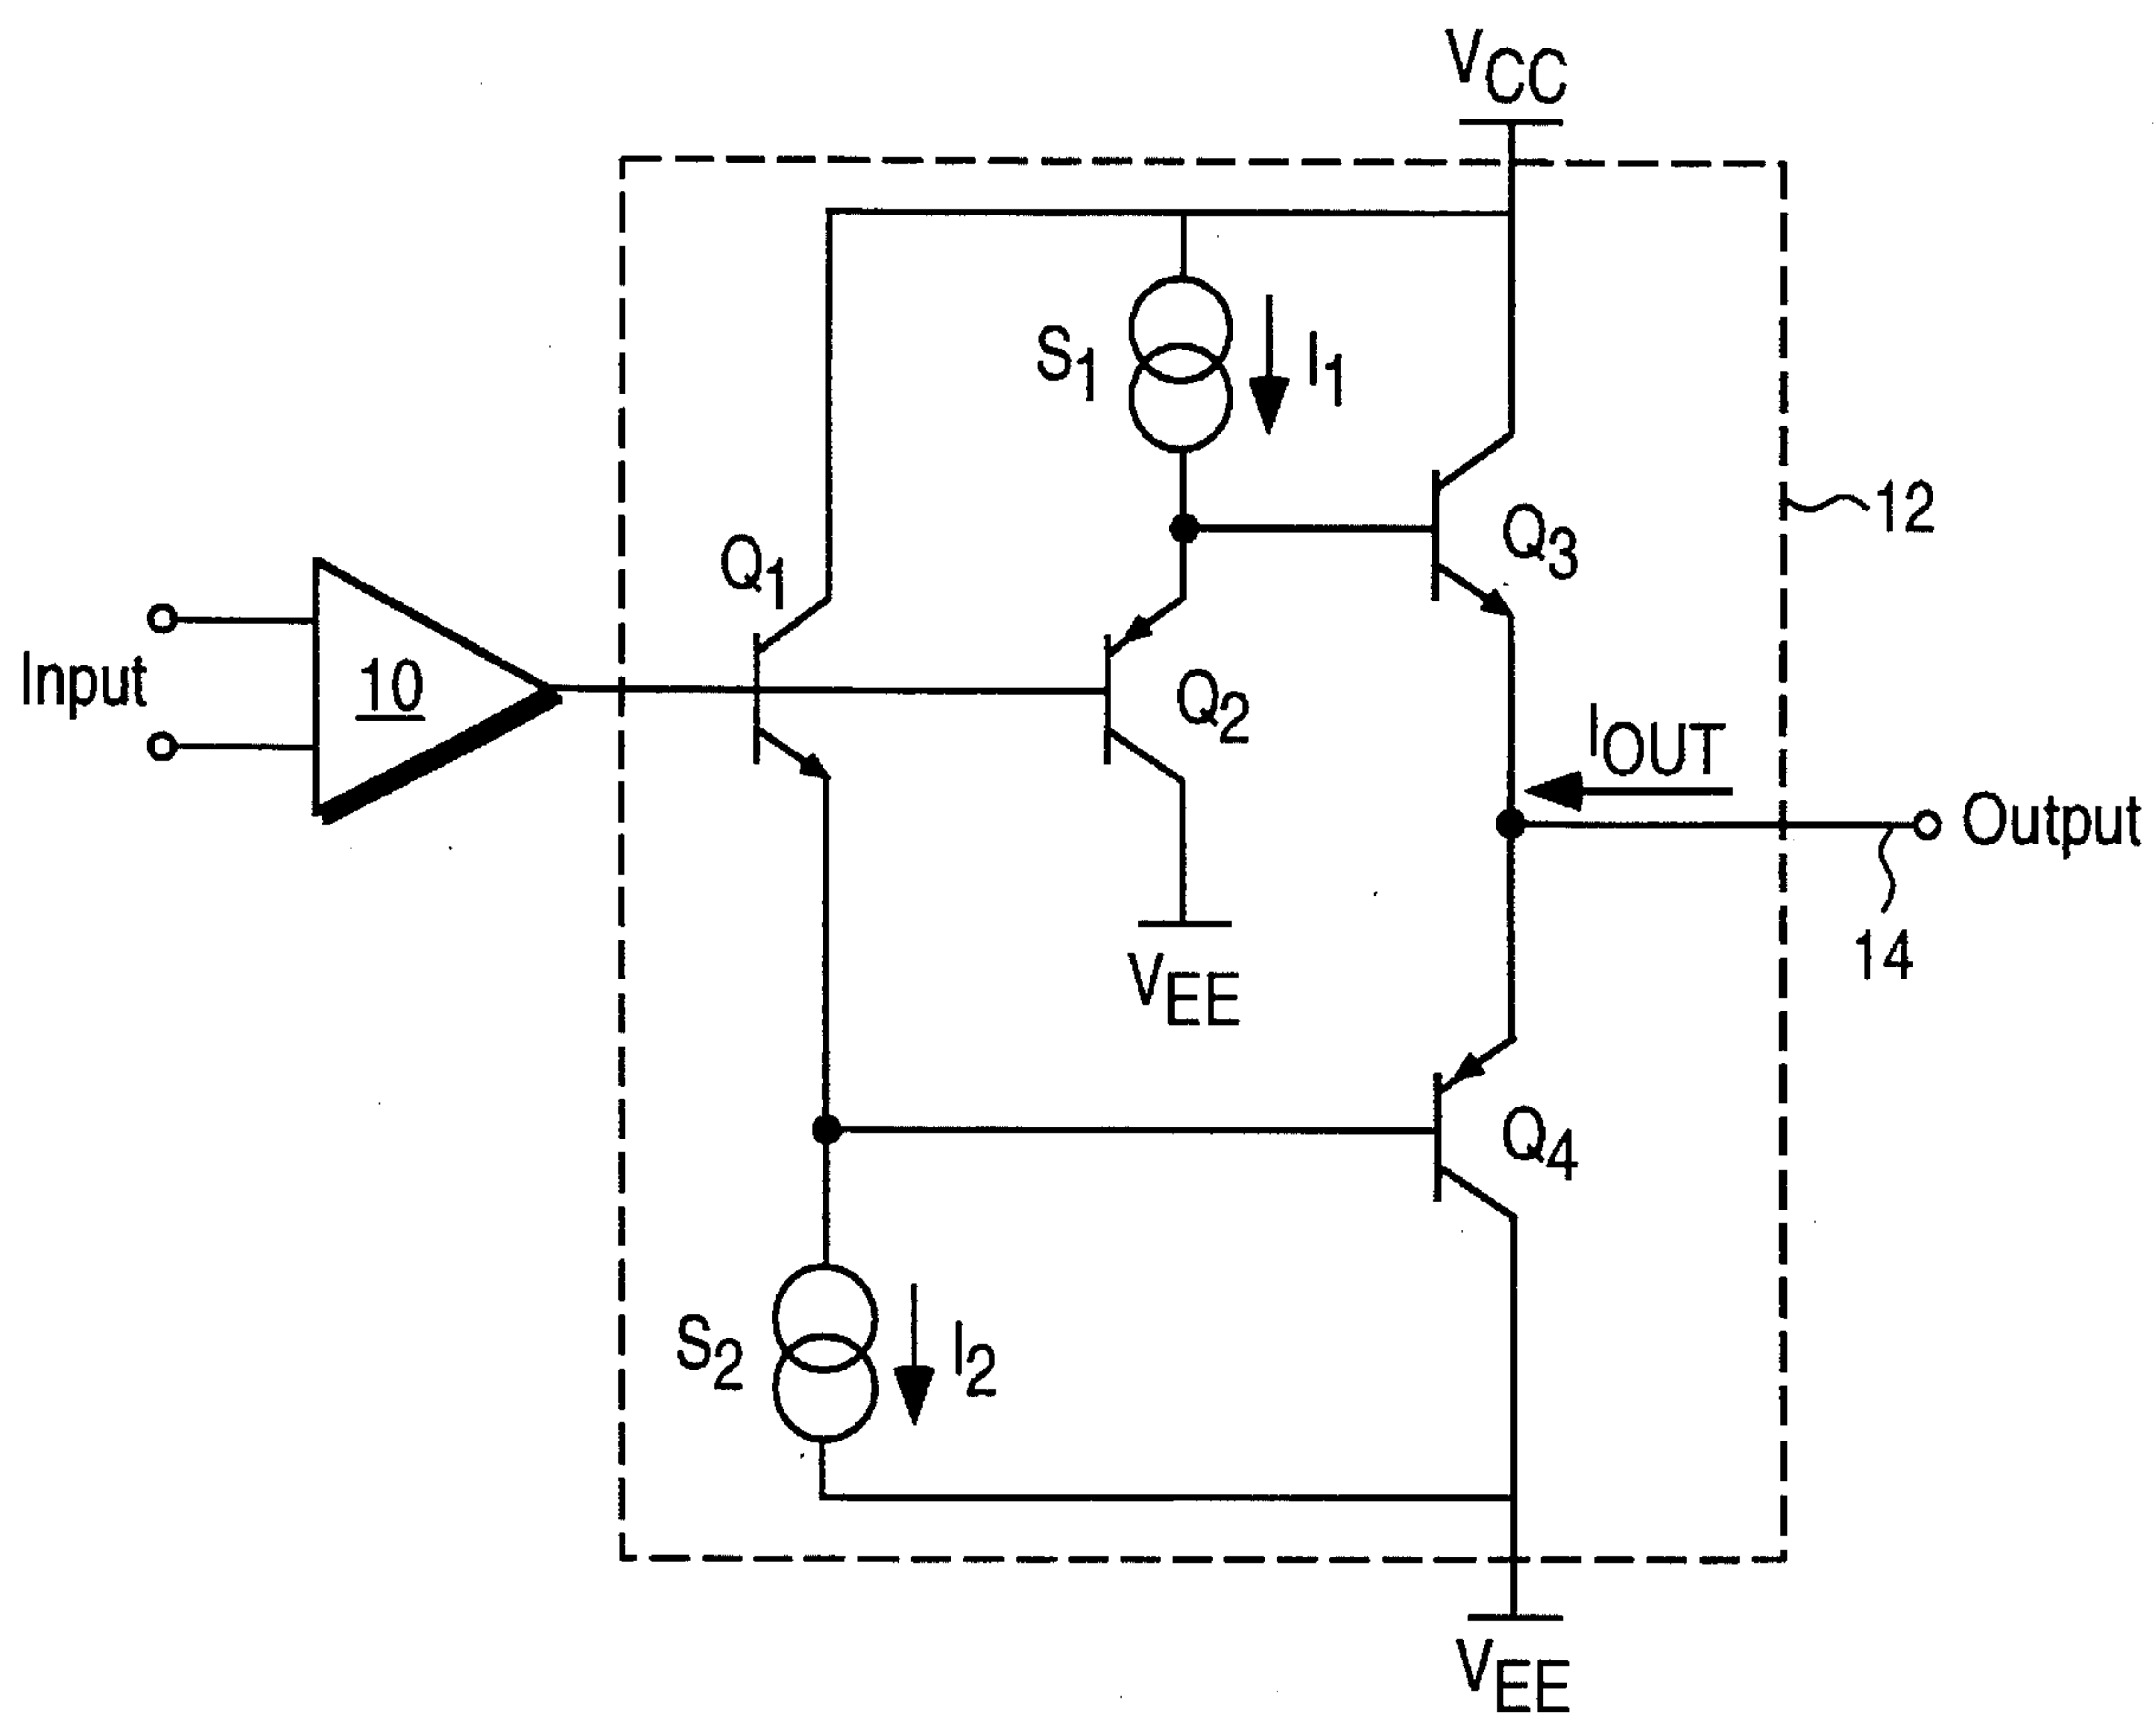 VCC
S1
I1
Q1
Q3
12
Input
10
Q2
IOUT
Output
14
VEE
Q4
S2
I2
VEE